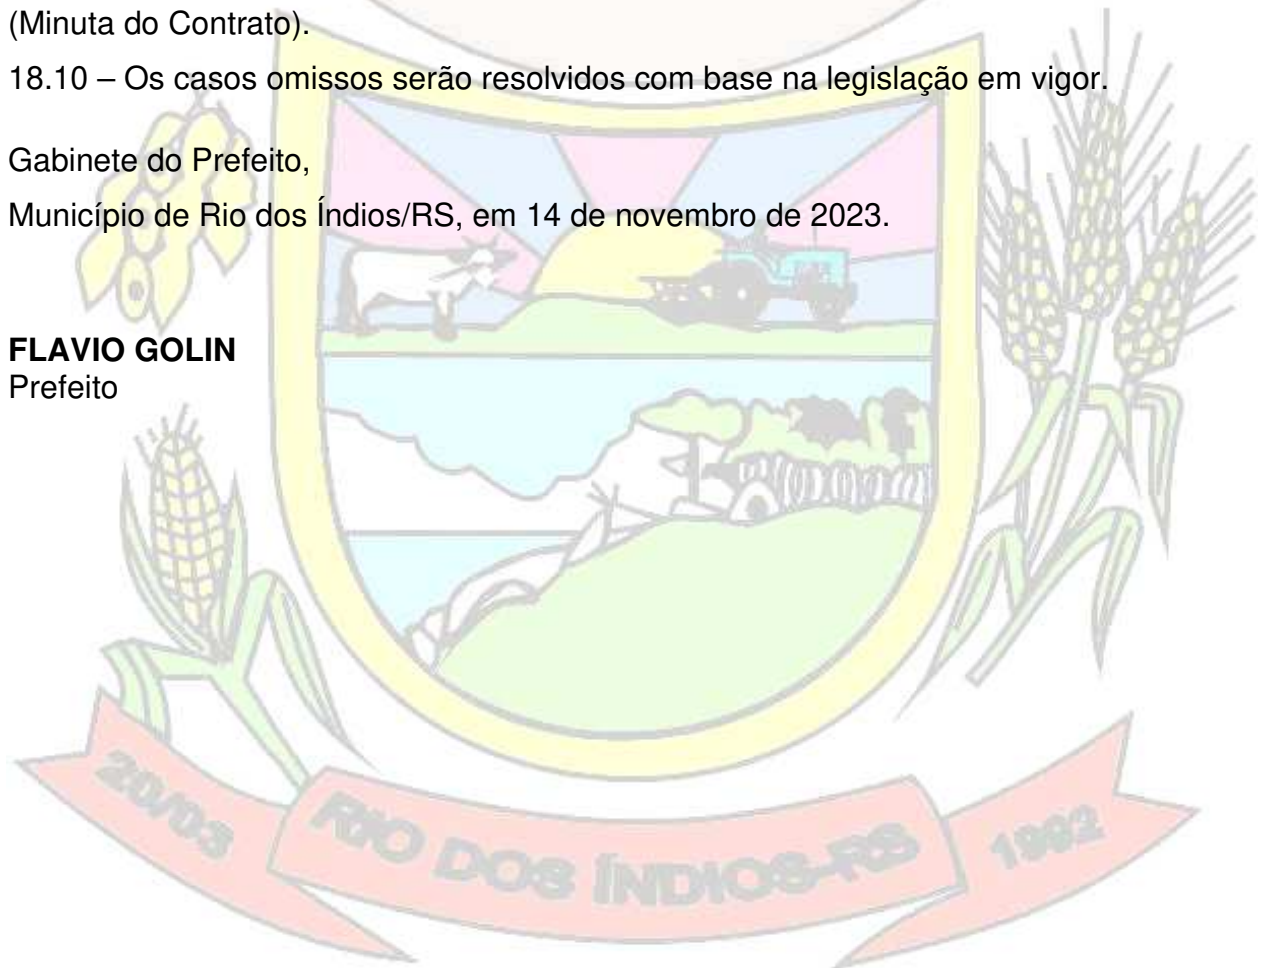 (Minuta do Contrato).
18.10 – Os casos omissos serão resolvidos com base na legislação em vigor.
Gabinete do Prefeito,
Município de Rio dos Índios/RS, em 14 de novembro de 2023.
FLAVIO GOLIN
Prefeito
20/03
RIO DOS ÍNDIOS-RS
1992